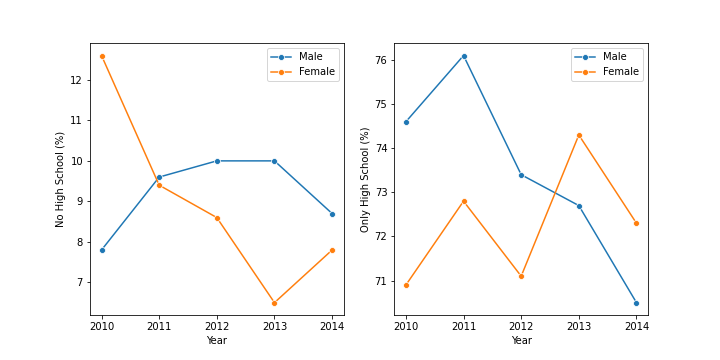 No High School (%)
12
11
10
9
8
7
2010 2011 2012 2013 2014
Year
Male
Female
Only High School (%)
76
75
74
73
72
71
2010 2011 2012 2013 2014
Year
Male
Female